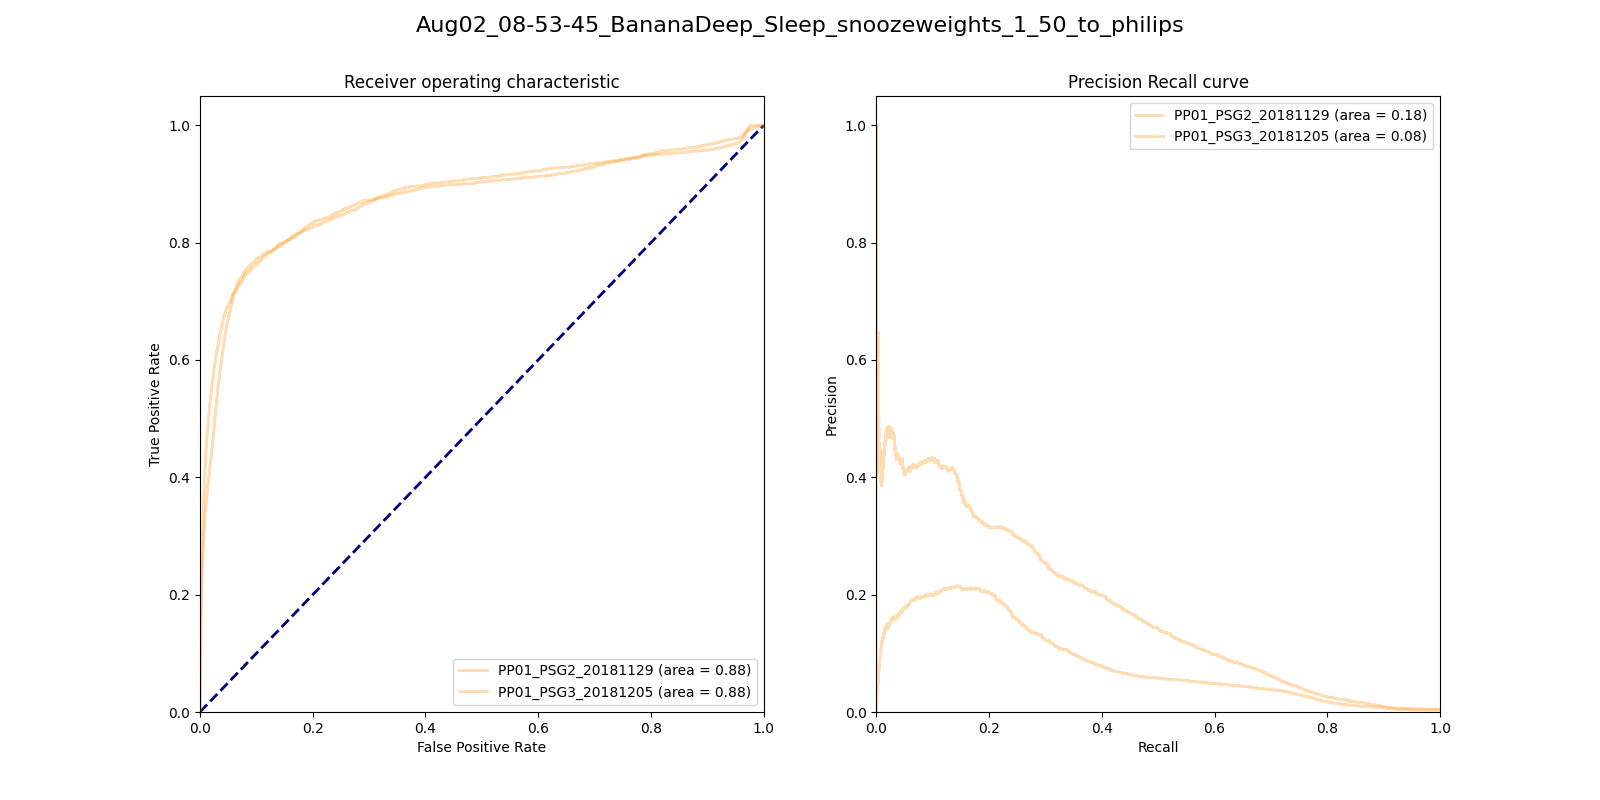 Aug02_08-53-45_BananaDeep_Sleep_snoozeweights_1_50_to_philips
Receiver operating characteristic
1.0
0.8
0.6
0.4
0.2
0.0
True Positive Rate
0.0 0.2 0.4 0.6 0.8 1.0
False Positive Rate
PP01_PSG2_20181129 (area = 0.88)
PP01_PSG3_20181205 (area = 0.88)
Precision Recall curve
PP01_PSG2_20181129 (area = 0.18)
PP01_PSG3_20181205 (area = 0.08)
1.0
0.8
0.6
0.4
0.2
0.0
Precision
0.0 0.2 0.4 0.6 0.8 1.0
Recall